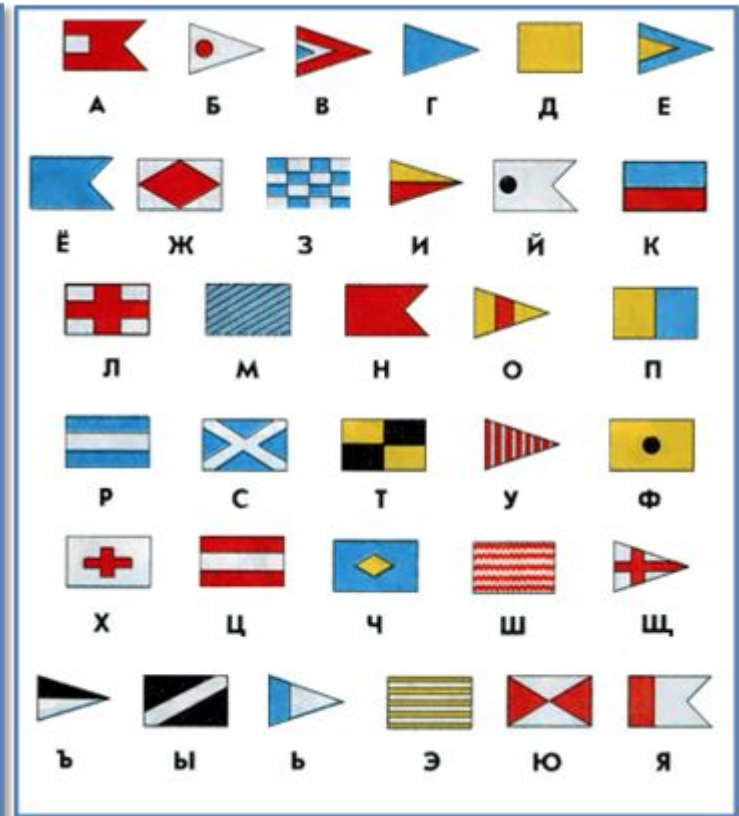 А Б В Г Д Е
Ё Ж З И Й К
Л М Н О П
Р С Т У Ф
Х Ц Ч Ш Щ
Ъ Ы Ь Э Ю Я